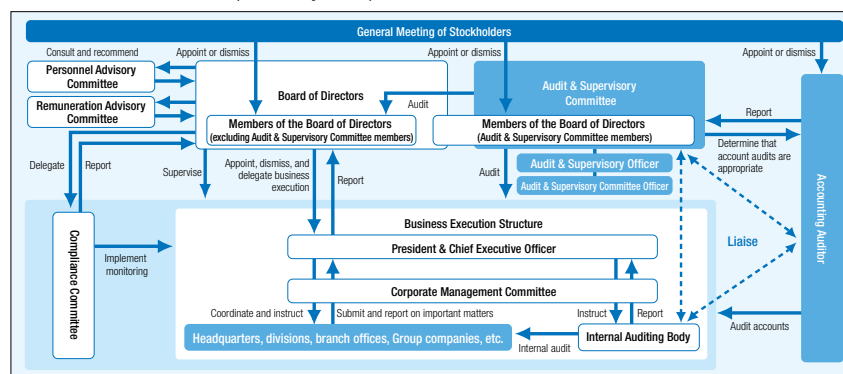 General Meeting of Stockholders
Consult and recommend
Appoint or dismiss
Appoint or dismiss
Appoint or dismiss
Personnel Advisory
Committee
Remuneration Advisory
Committee
Board of Directors
Members of the Board of Directors
(excluding Audit & Supervisory Committee members)
Audit
Audit & Supervisory
Committee
Members of the Board of Directors
(Audit & Supervisory Committee members)
Report
Determine that
account audits are
appropriate
Accounting Auditor
Delegate
Report
Supervise
Appoint, dismiss, and
delegate business
execution
Report
Audit
Audit & Supervisory Officer
Audit & Supervisory Committee Officer
Liaise
Compliance Committee
Implement
monitoring
Business Execution Structure
President & Chief Executive Officer
Corporate Management Committee
Coordinate and instruct
Submit and report on important matters
Instruct
Report
Headquarters, divisions, branch offices, Group companies, etc.
Internal audit
Internal Auditing Body
Audit accounts